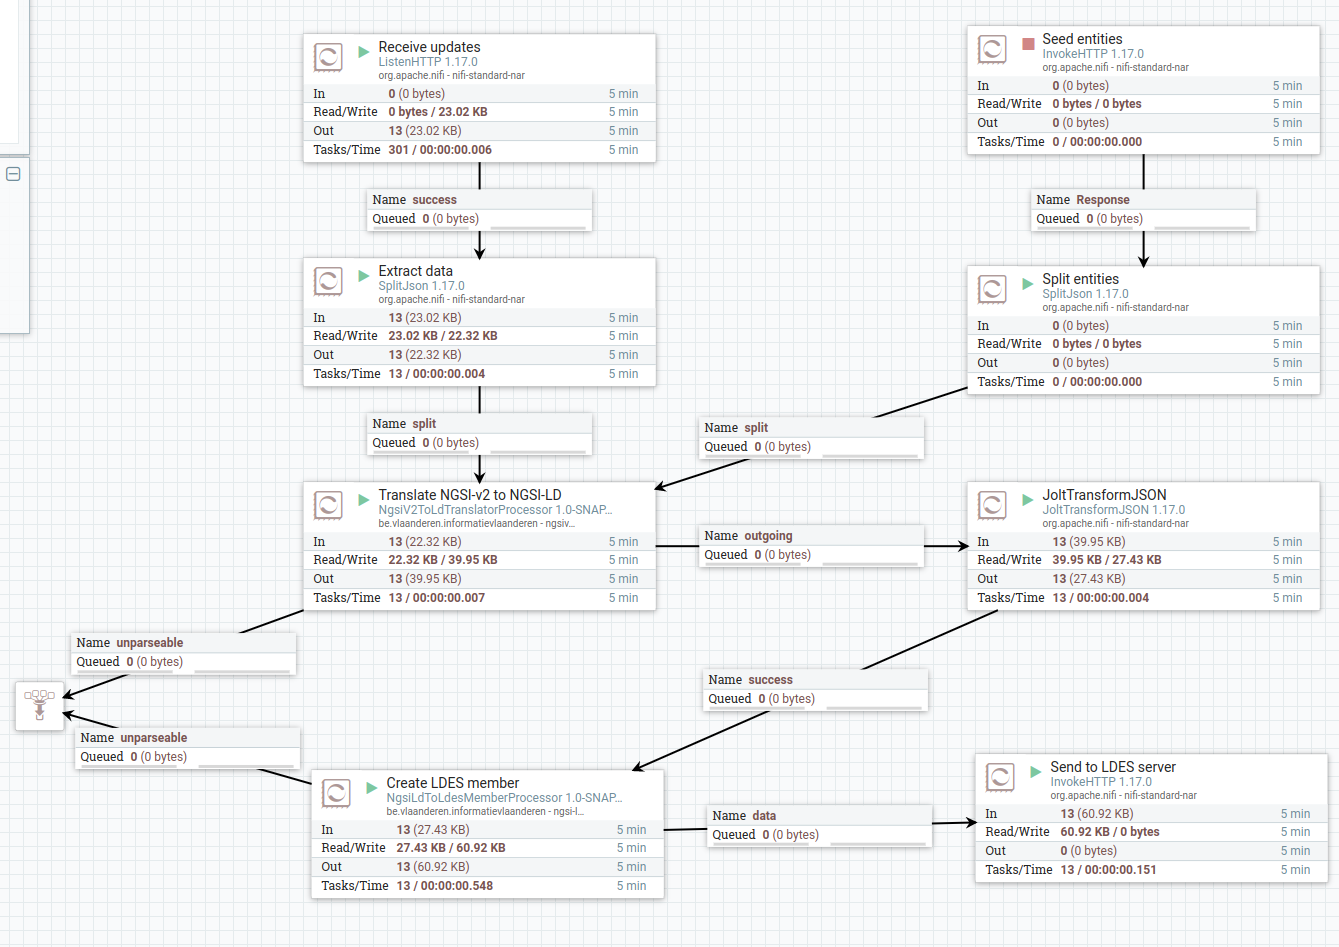 Receive updates
ListenHTTP 1.17.0
org.apache.nifi - nifi-standard-nar
In 0 (0 bytes) 5 min
Read/Write 0 bytes / 23.02 KB 5 min
Out 13 (23.02 KB) 5 min
Tasks/Time 301 / 00:00:00.006 5 min
Seed entities
InvokeHTTP 1.17.0
org.apache.nifi - nifi-standard-nar
In 0 (0 bytes) 5 min
Read/Write 0 bytes / 0 bytes 5 min
Out 0 (0 bytes) 5 min
Tasks/Time 0 / 00:00:00.000 5 min
Name success
Queued 0 (0 bytes)
Name Response
Queued 0 (0 bytes)
Extract data
SplitJson 1.17.0
org.apache.nifi - nifi-standard-nar
In 13 (23.02 KB) 5 min
Read/Write 23.02 KB / 22.32 KB 5 min
Out 13 (22.32 KB) 5 min
Tasks/Time 13 / 00:00:00.004 5 min
Split entities
SplitJson 1.17.0
org.apache.nifi - nifi-standard-nar
In 0 (0 bytes) 5 min
Read/Write 0 bytes / 0 bytes 5 min
Out 0 (0 bytes) 5 min
Tasks/Time 0 / 00:00:00.000 5 min
Name split
Queued 0 (0 bytes)
Name split
Queued 0 (0 bytes)
Translate NGSI-v2 to NGSI-LD
NgsiV2ToLdTranslatorProcessor 1.0-SNAP...
be.vlaanderen.informatievlaanderen - ngsiv...
In 13 (22.32 KB) 5 min
Read/Write 22.32 KB / 39.95 KB 5 min
Out 13 (39.95 KB) 5 min
Tasks/Time 13 / 00:00:00.007 5 min
Name outgoing
Queued 0 (0 bytes)
JoltTransformJSON
JoltTransformJSON 1.17.0
org.apache.nifi - nifi-standard-nar
In 13 (39.95 KB) 5 min
Read/Write 39.95 KB / 27.43 KB 5 min
Out 13 (27.43 KB) 5 min
Tasks/Time 13 / 00:00:00.004 5 min
Name unparseable
Queued 0 (0 bytes)
Name success
Queued 0 (0 bytes)
Name unparseable
Queued 0 (0 bytes)
Create LDES member
NgsiLdToLdesMemberProcessor 1.0-SNAP...
be.vlaanderen.informatievlaanderen - ngsi-l...
In 13 (27.43 KB) 5 min
Read/Write 27.43 KB / 60.92 KB 5 min
Out 13 (60.92 KB) 5 min
Tasks/Time 13 / 00:00:00.548 5 min
Name data
Queued 0 (0 bytes)
Send to LDES server
InvokeHTTP 1.17.0
org.apache.nifi - nifi-standard-nar
In 13 (60.92 KB) 5 min
Read/Write 60.92 KB / 0 bytes 5 min
Out 0 (0 bytes) 5 min
Tasks/Time 13 / 00:00:00.151 5 min